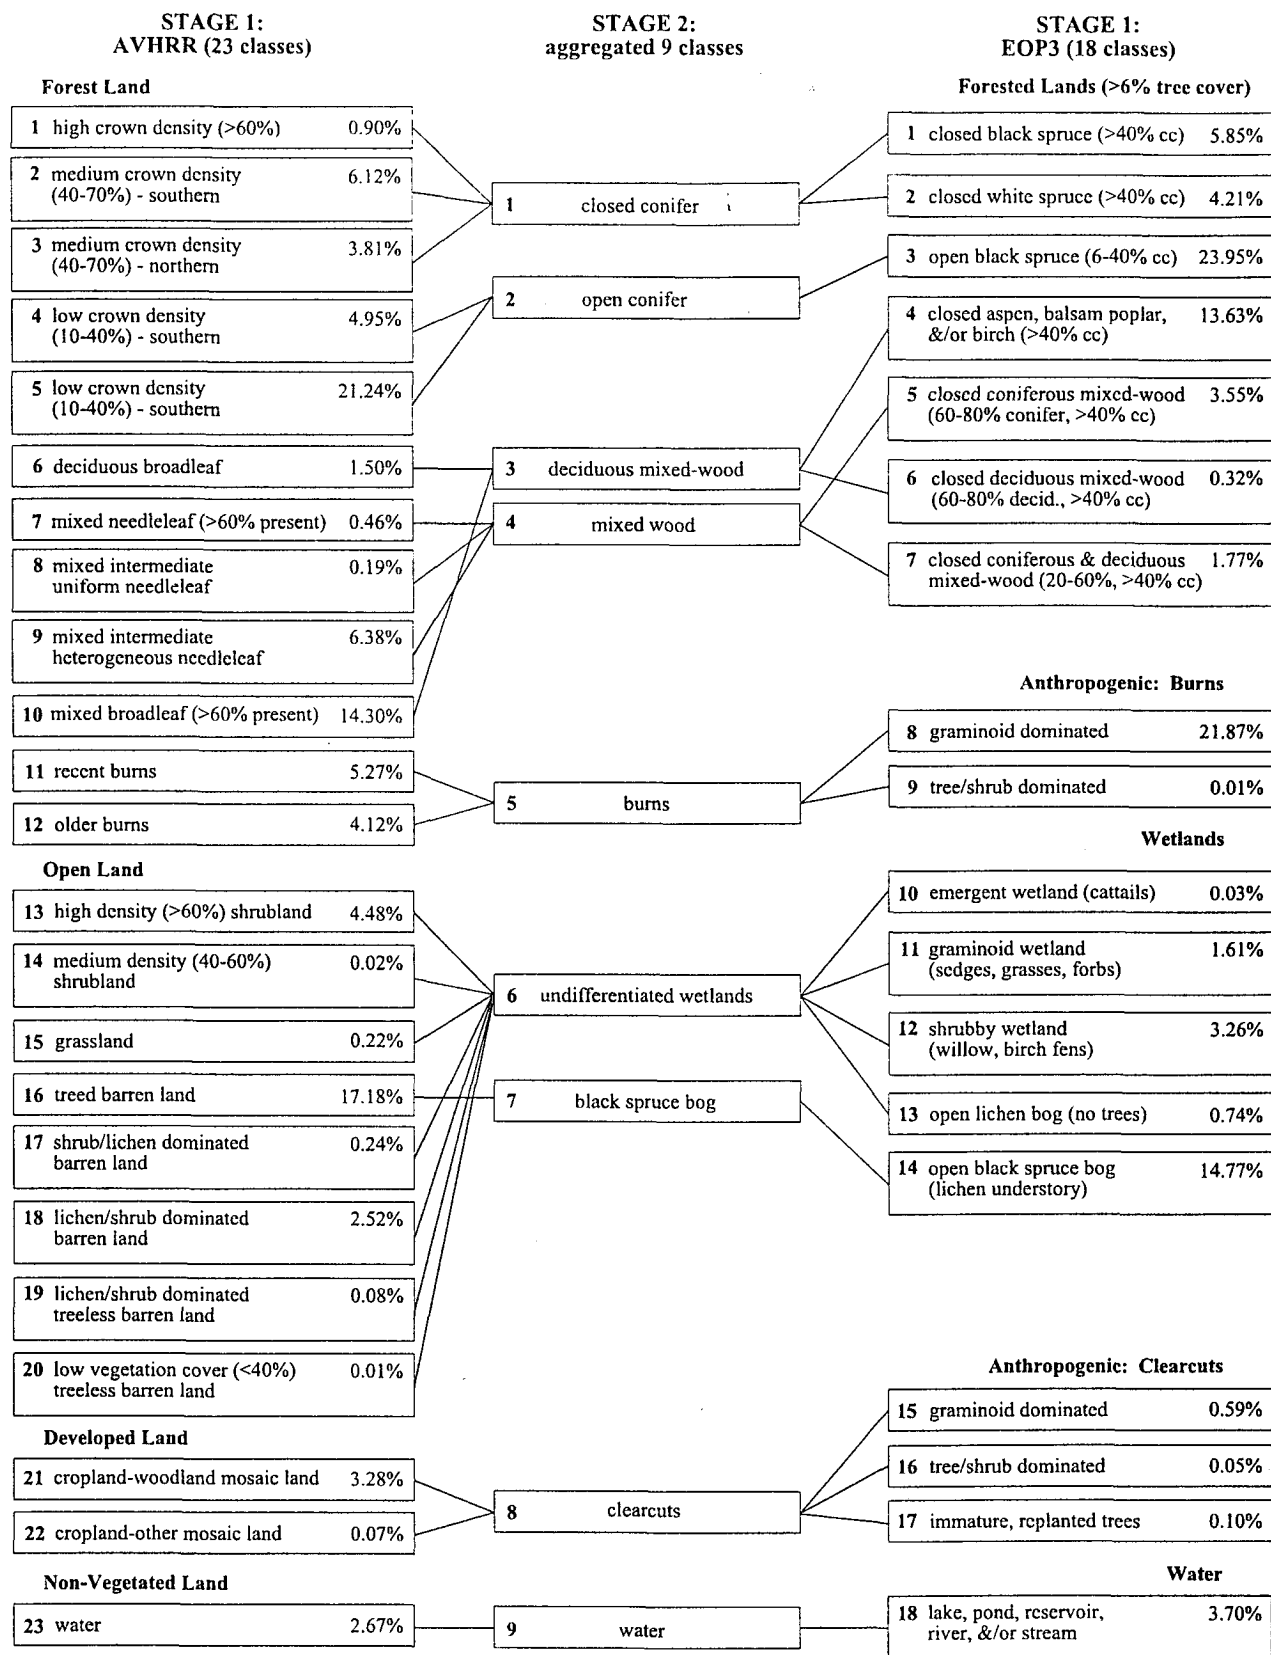 STAGE 1:
AVHRR (23 classes)
Forest Land
1 high crown density (>60%) 0.90%
2 medium crown density 6.12%
(40-70%) - southern
3 medium crown density 3.81%
(40-70%) - northern
4 low crown density 4.95%
(10-40%) - southern
5 low crown density 21.24%
(10-40%) - southern
6 deciduous broadleaf 1.50%
7 mixed needleleaf (>60% present) 0.46%
8 mixed intermediate 0.19%
uniform needleleaf
9 mixed intermediate 6.38%
heterogeneous needleleaf
10 mixed broadleaf (>60% present) 14.30%
11 recent burns 5.27%
12 older burns 4.12%
Open Land
13 high density (>60%) shrubland 4.48%
14 medium density (40-60%) 0.02%
shrubland
15 grassland 0.22%
16 treed barren land 17.18%
17 shrub/lichen dominated 0.24%
barren land
18 lichen/shrub dominated 2.52%
barren land
19 lichen/shrub dominated 0.08%
treeless barren land
20 low vegetation cover (<40%) 0.01%
treeless barren land
Developed Land
21 cropland-woodland mosaic land 3.28%
22 cropland-other mosaic land 0.07%
Non-Vegetated Land
23 water 2.67%
STAGE 2:
aggregated 9 classes
1 closed conifer
2 open conifer
3 deciduous mixed-wood
4 mixed wood
5 burns
6 undifferentiated wetlands
7 black spruce bog
8 clearcuts
9 water
STAGE 1:
EOP3 (18 classes)
Forested Lands (>6% tree cover)
1 closed black spruce (>40% cc) 5.85%
2 closed white spruce (>40% cc) 4.21%
3 open black spruce (6-40% cc) 23.95%
4 closed aspen, balsam poplar, 13.63%
&/or birch (>40% cc)
5 closed coniferous mixed-wood 3.55%
(60-80% conifer, >40% cc)
6 closed deciduous mixed-wood 0.32%
(60-80% decid., >40% cc)
7 closed coniferous & deciduous 1.77%
mixed-wood (20-60%, >40% cc)
Anthropogenic: Burns
8 graminoid dominated 21.87%
9 tree/shrub dominated 0.01%
Wetlands
10 emergent wetland (cattails) 0.03%
11 graminoid wetland 1.61%
(sedges, grasses, forbs)
12 shrubby wetland 3.26%
(willow, birch fens)
13 open lichen bog (no trees) 0.74%
14 open black spruce bog 14.77%
(lichen understory)
Anthropogenic: Clearcuts
15 graminoid dominated 0.59%
16 tree/shrub dominated 0.05%
17 immature, replanted trees 0.10%
Water
18 lake, pond, reservoir, 3.70%
river, &/or stream